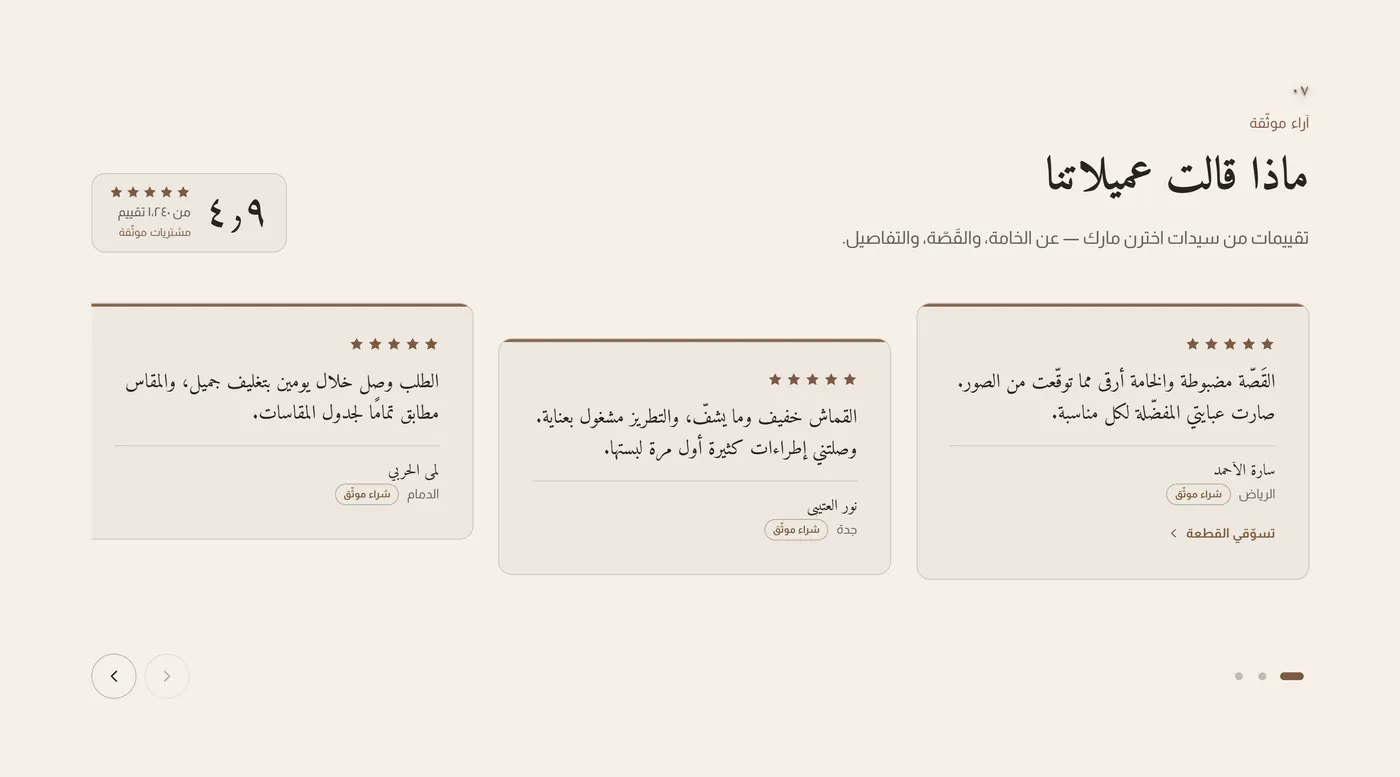 ٠٧
آراء موثّقة
ماذا قالت عميلاتنا
تقييمات من سيدات اخترن مارك — عن الخامة، والقَصّة، والتفاصيل.
٤٫٩
من ١٬٢٤٠ تقييم
مشتريات موثّقة
القَصّة مضبوطة والخامة أرقى مما توقّعت من الصور.
صارت عبايتي المفضّلة لكل مناسبة.
سارة الأحمد
الرياض شراء موثّق
تسوّقي القطعة
القماش خفيف وما يشفّ، والتطريز مشغول بعناية.
وصلتني إطراءات كثيرة أول مرة لبستها.
نور العتيبي
جدة شراء موثّق
الطلب وصل خلال يومين بتغليف جميل، والمقاس
مطابق تمامًا لجدول المقاسات.
لمى الحربي
الدمام شراء موثّق